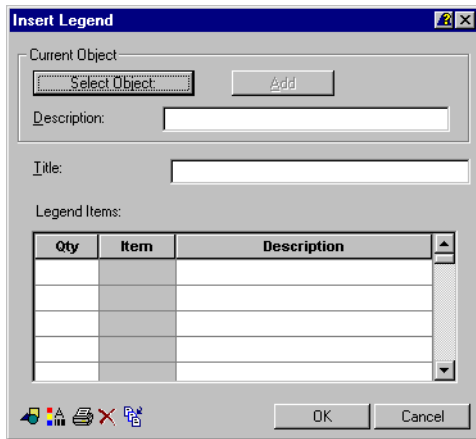 Insert Legend
Current Object
Select Object:
Add
Description:
Title:
Legend Items:
Qty Item Description
OK Cancel